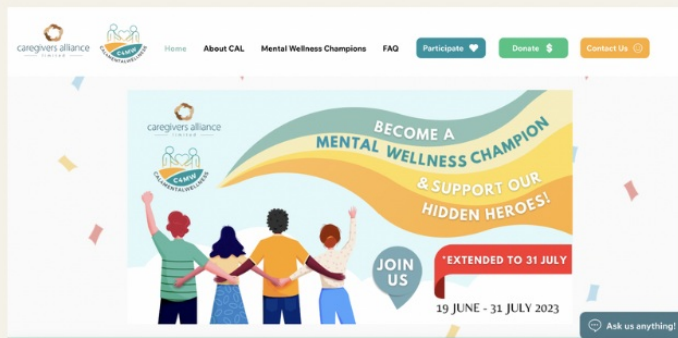 caregivers alliance
limited
C4MW
CAL4MENTALWELLNESS
Home
About CAL
Mental Wellness Champions
FAQ
Participate
Donate $
Contact Us
caregivers alliance
limited
C4MW
CAL4MENTALWELLNESS
BECOME A
MENTAL WELLNESS CHAMPION
& SUPPORT OUR
HIDDEN HEROES!
JOIN
US
*EXTENDED TO 31 JULY
19 JUNE - 31 JULY 2023
Ask us anything!